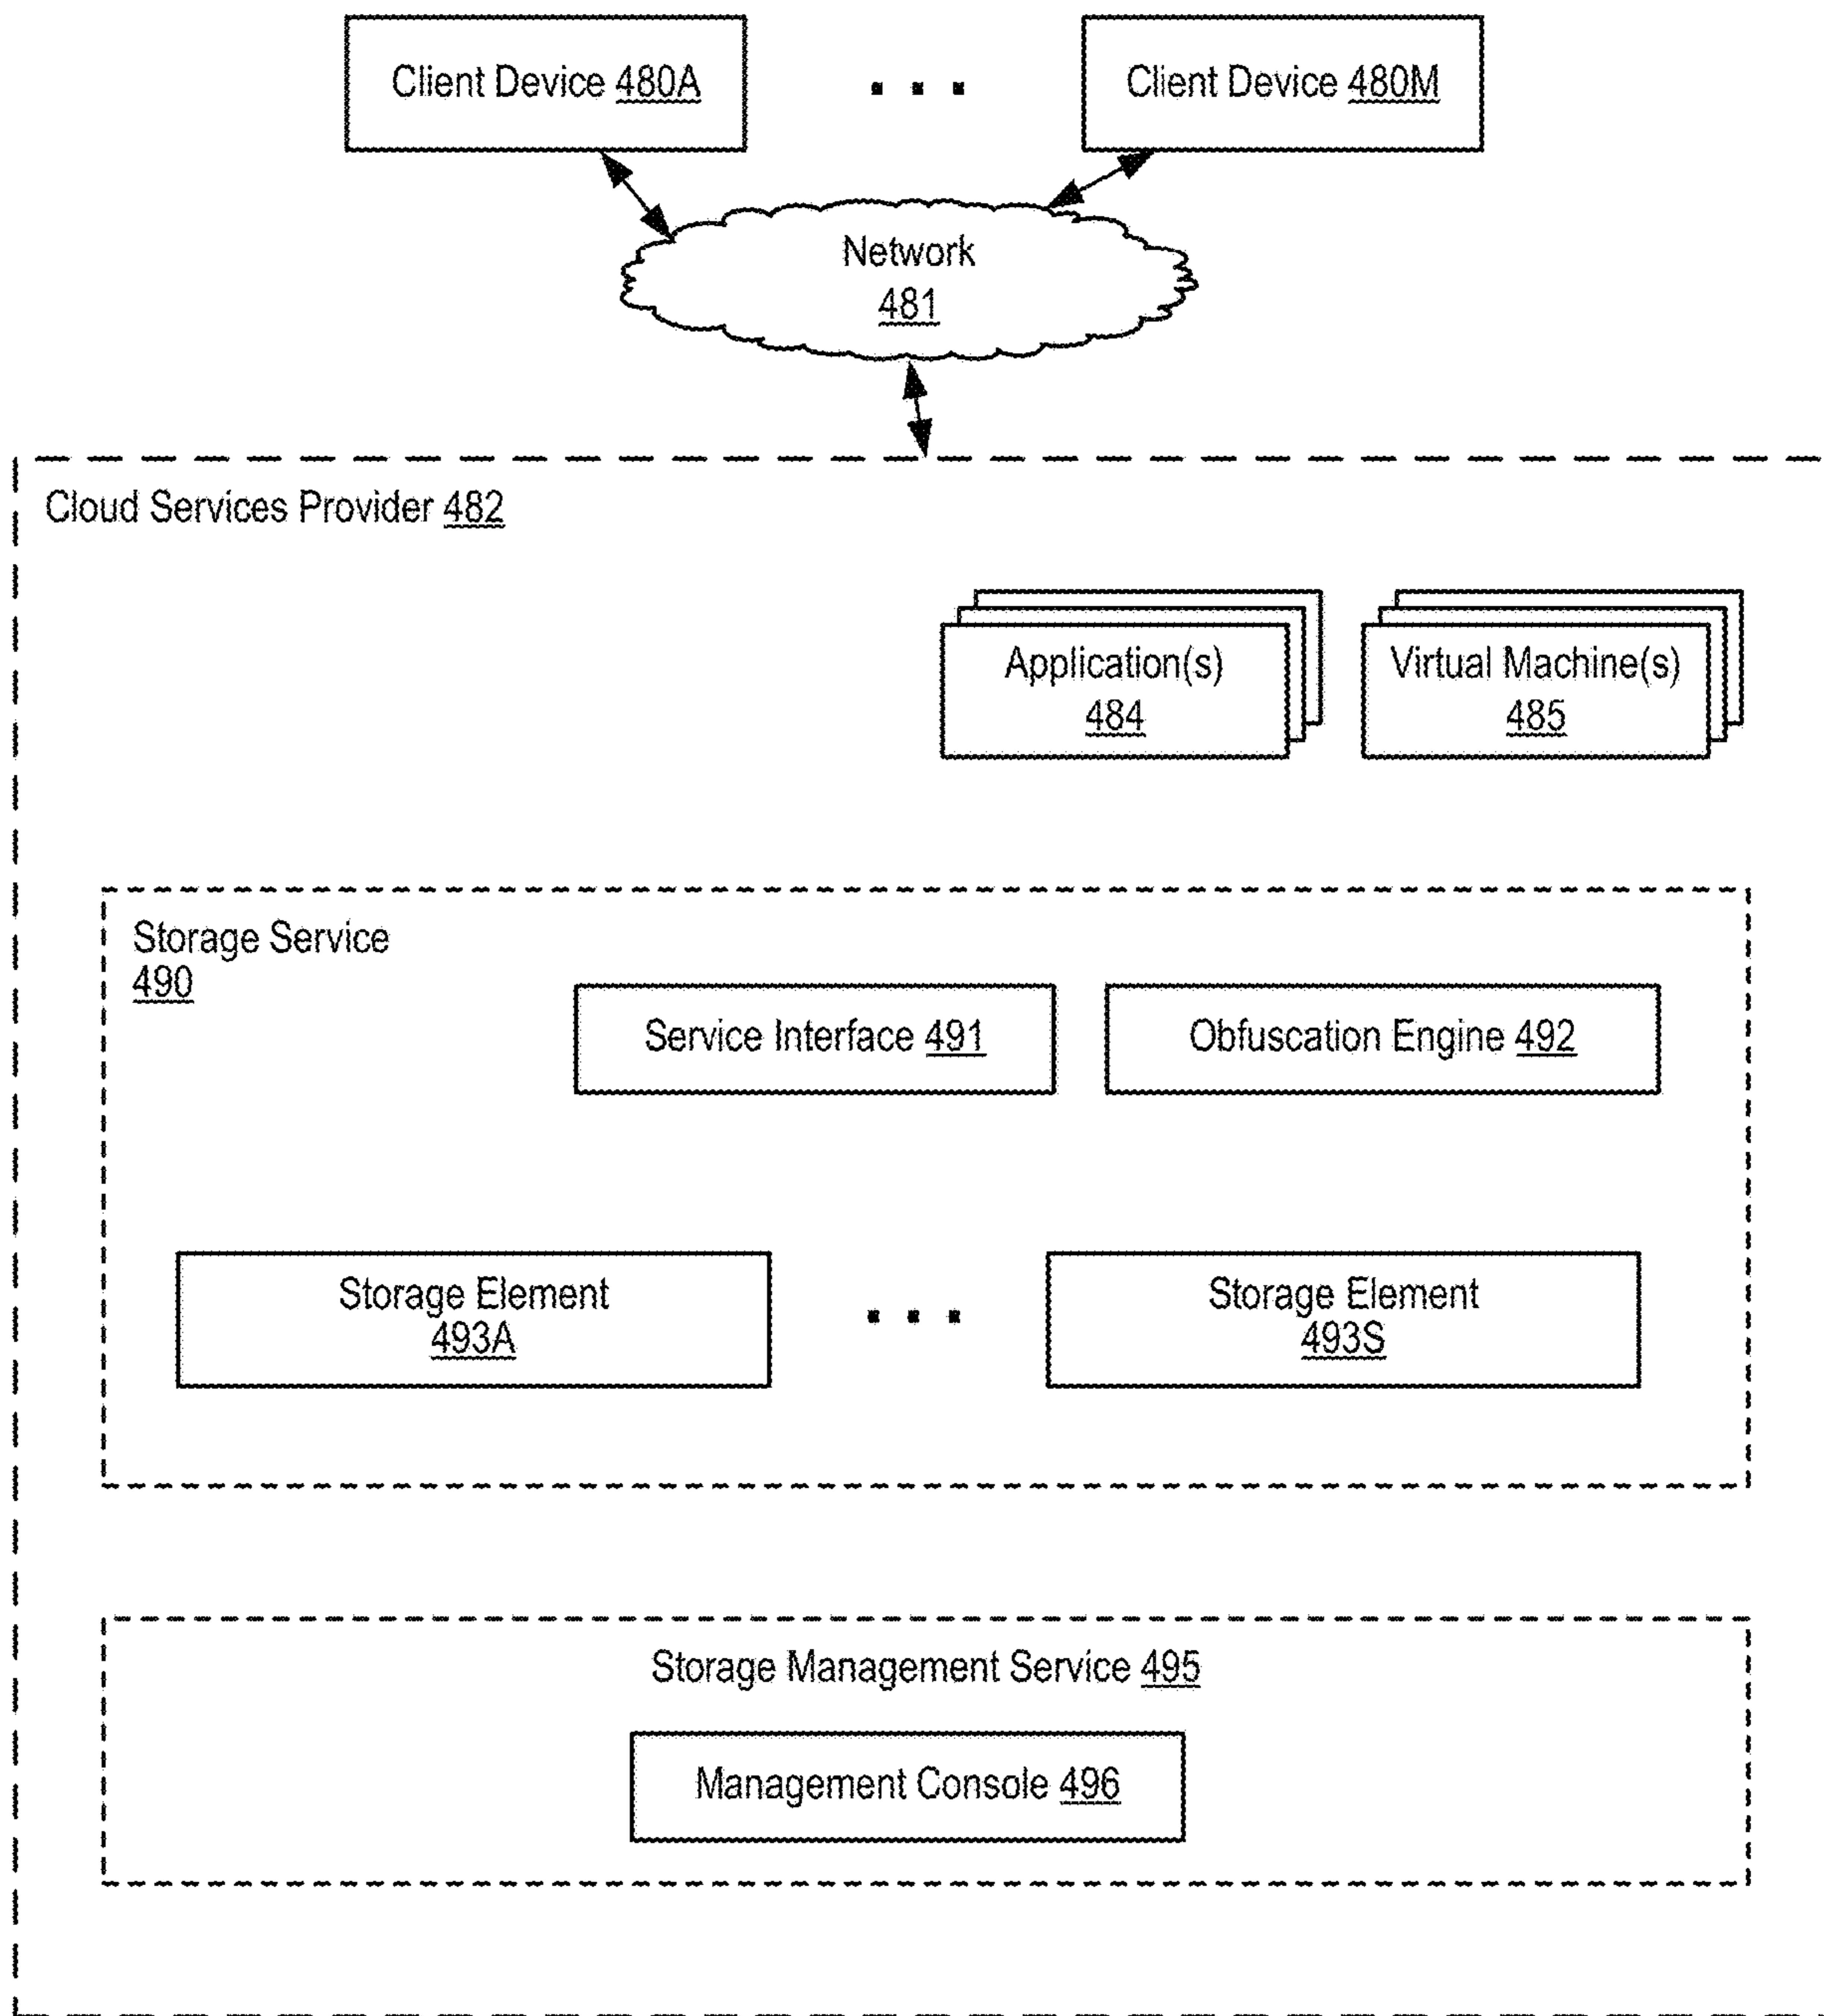 Client Device 480A
Client Device 480M
Network
481
Cloud Services Provider 482
Application(s)
484
Virtual Machine(s)
485
Storage Service
490
Service Interface 491
Obfuscation Engine 492
Storage Element
493A
Storage Element
493S
Storage Management Service 495
Management Console 496